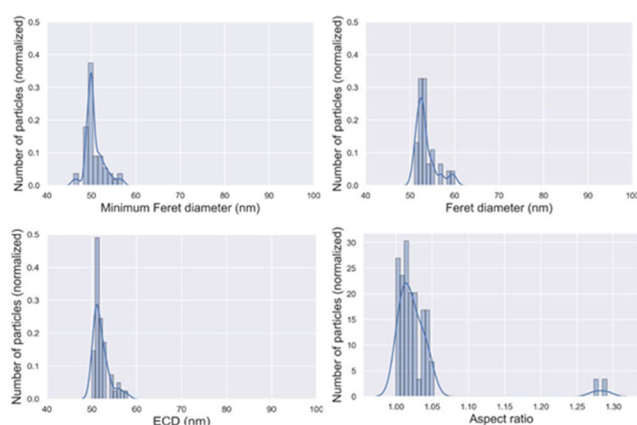 Number of particles (normalized)
0.5
0.4
0.3
0.2
0.1
0.0
40 50 60 70 80 90 100
Minimum Feret diameter (nm)
Number of particles (normalized)
0.5
0.4
0.3
0.2
0.1
0.0
40 50 60 70 80 90 100
Feret diameter (nm)
Number of particles (normalized)
0.5
0.4
0.3
0.2
0.1
0.0
40 50 60 70 80 90 100
ECD (nm)
Number of particles (normalized)
30
25
20
15
10
5
0
1.00 1.05 1.10 1.15 1.20 1.25 1.30
Aspect ratio